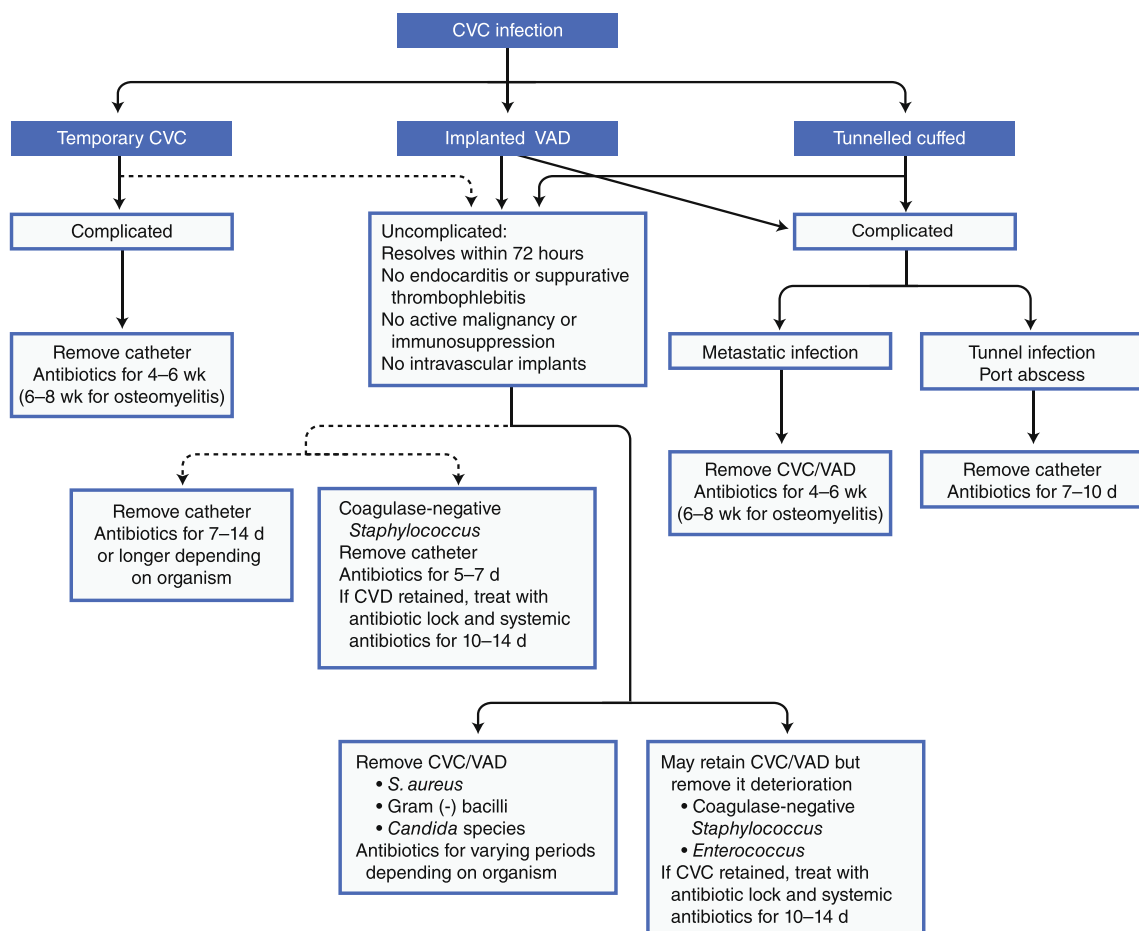 CVC infection
Temporary CVC
Implanted VAD
Tunnelled cuffed
Complicated
Uncomplicated:
Resolves within 72 hours
No endocarditis or suppurative
thrombophlebitis
No active malignancy or
immunosuppression
No intravascular implants
Complicated
Remove catheter
Antibiotics for 4–6 wk
(6–8 wk for osteomyelitis)
Metastatic infection
Tunnel infection
Port abscess
Remove CVC/VAD
Antibiotics for 4–6 wk
(6–8 wk for osteomyelitis)
Remove catheter
Antibiotics for 7–10 d
Remove catheter
Antibiotics for 7–14 d
or longer depending
on organism
Coagulase-negative
Staphylococcus
Remove catheter
Antibiotics for 5–7 d
If CVD retained, treat with
antibiotic lock and systemic
antibiotics for 10–14 d
Remove CVC/VAD
• S. aureus
• Gram (-) bacilli
• Candida species
Antibiotics for varying periods
depending on organism
May retain CVC/VAD but
remove it deterioration
• Coagulase-negative
Staphylococcus
• Enterococcus
If CVC retained, treat with
antibiotic lock and systemic
antibiotics for 10–14 d